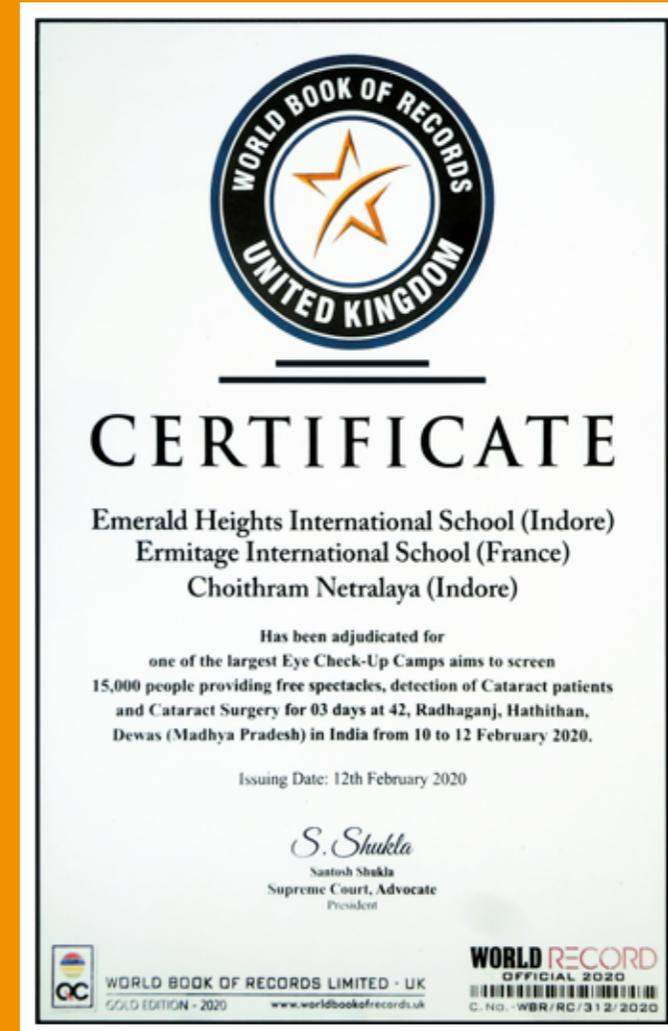 WORLD BOOK OF RECORDS
UNITED KINGDOM
CERTIFICATE
Emerald Heights International School (Indore)
Ermitage International School (France)
Choithram Netralaya (Indore)
Has been adjudicated for
one of the largest Eye Check-Up Camps aims to screen
15,000 people providing free spectacles, detection of Cataract patients
and Cataract Surgery for 03 days at 42, Radhaganj, Hathithan,
Dewas (Madhya Pradesh) in India from 10 to 12 February 2020.
Issuing Date: 12th February 2020
S. Shukla
Santosh Shukla
Supreme Court, Advocate
President
QC
WORLD BOOK OF RECORDS LIMITED - UK
GOLD EDITION - 2020 www.worldbookofrecords.uk
WORLD RECORD
OFFICIAL 2020
C. No. -WBR/RC/312/2020